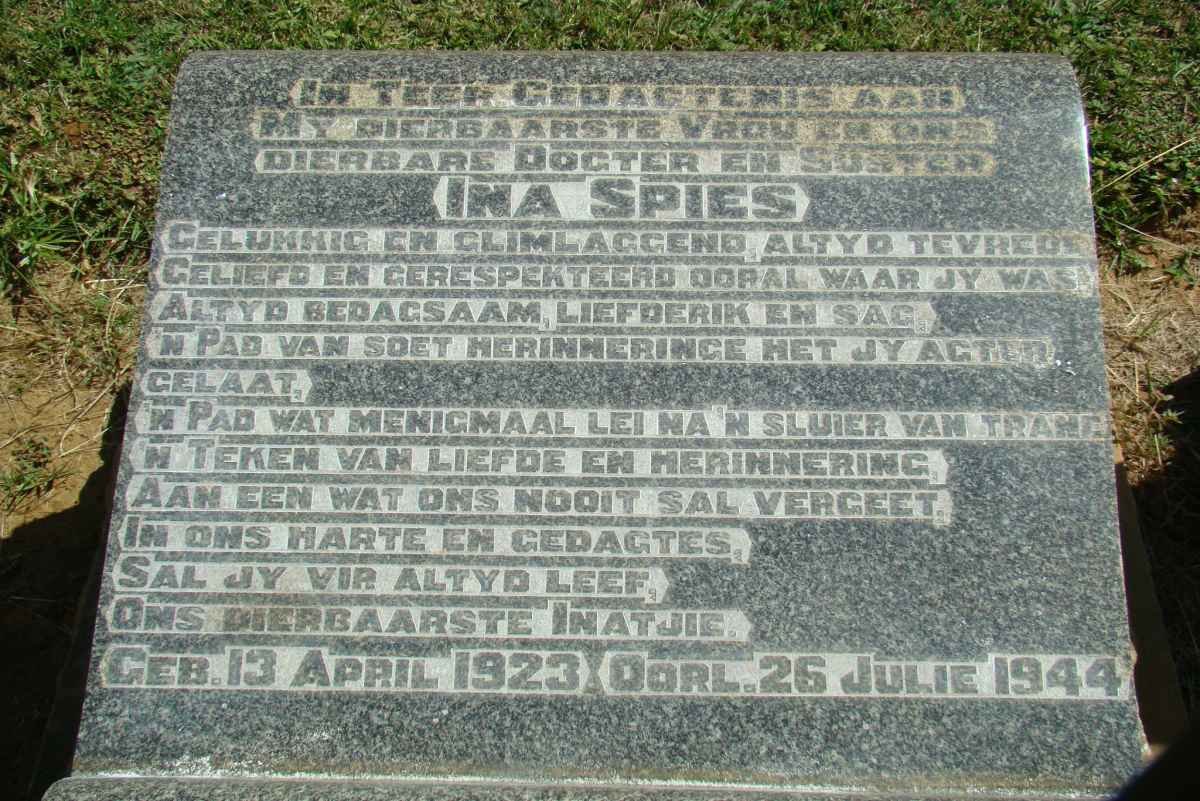 In Teer Gedagtenis aan
My dierbaarste Vrou en ons
dierbare Dogter en Suster
Ina Spies
Gelukkig en glimlaggend, altyd tevrede
Geliefd en gerespekteerd ooral waar jy was,
Altyd bedagsaam, liefderik en sag,
'n Pad van soet herinneringe het jy agter
gelaat,
'n Pad wat menigmaal lei na 'n sluier van trane
'n Teken van liefde en herinnering,
Aan een wat ons nooit sal vergeet,
In ons harte en gedagtes,
Sal jy vir altyd leef,
Ons dierbaarste Inatjie.
Geb. 13 April 1923 Oorl. 26 Julie 1944